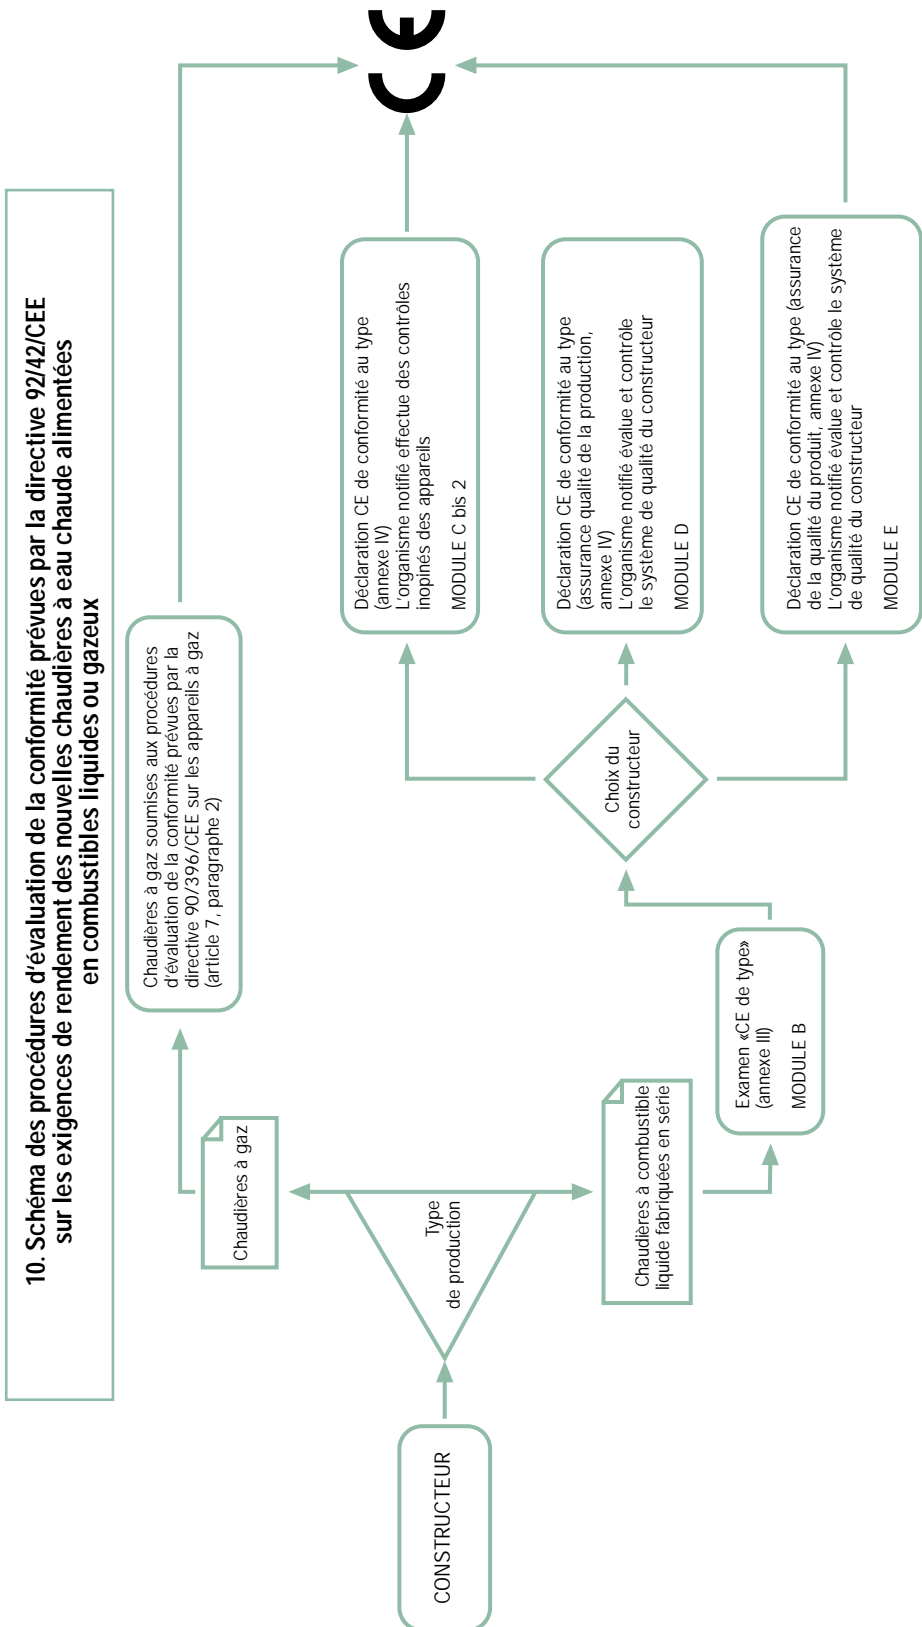 10. Schéma des procédures d'évaluation de la conformité prévues par la directive 92/42/CEE
sur les exigences de rendement des nouvelles chaudières à eau chaude alimentées
en combustibles liquides ou gazeux
CONSTRUCTEUR
Type
de production
Chaudières à gaz
Chaudières à gaz soumises aux procédures
d'évaluation de la conformité prévues par la
directive 90/396/CEE sur les appareils à gaz
(article 7, paragraphe 2)
Chaudières à combustible
liquide fabriquées en série
Examen «CE de type»
(annexe III)
MODULE B
Choix du
constructeur
Déclaration CE de conformité au type
(annexe IV)
L'organisme notifié effectue des contrôles
inopinés des appareils
MODULE C bis 2
Déclaration CE de conformité au type
(assurance qualité de la production,
annexe IV)
L'organisme notifié évalue et contrôle
le système de qualité du constructeur
MODULE D
Déclaration CE de conformité au type (assurance
de la qualité du produit, annexe IV)
L'organisme notifié évalue et contrôle le système
de qualité du constructeur
MODULE E
CE